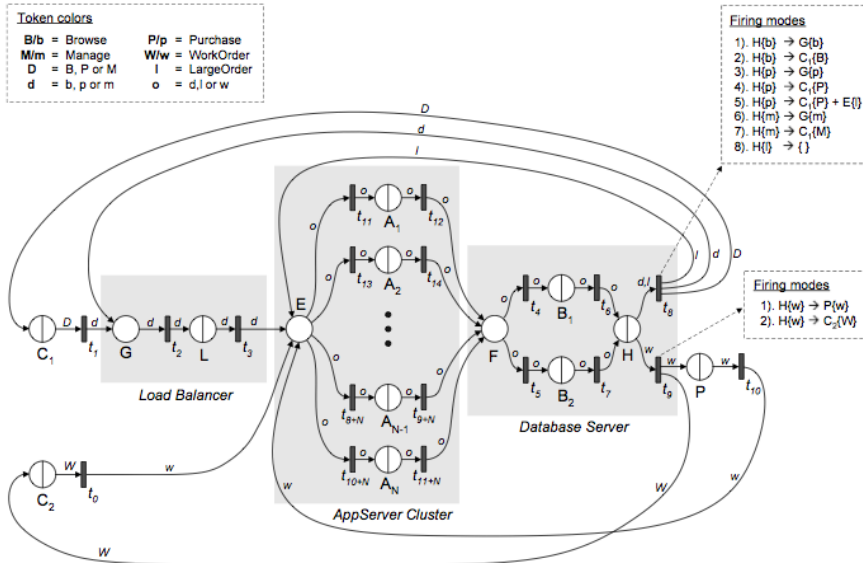 Token colors
B/b = Browse P/p = Purchase
M/m = Manage W/w = WorkOrder
D = B, P or M l = LargeOrder
d = b, p or m o = d,l or w
Firing modes
1). H{b} → G{b}
2). H{b} → C1{B}
3). H{p} → G{p}
4). H{p} → C1{P}
5). H{p} → C1{P} + E{l}
6). H{m} → G{m}
7). H{m} → C1{M}
8). H{l} → { }
D
d
l
o o
t11 A1 t12
o o
o o
t13 A2 t14
o o
l d D
E
D d d d d d
C1 t1 G t2 L t3
Load Balancer
o o
t4 B1 t6
o o
d,l
t8
F H
o o
t5 B2 t7
o o
w w w
t9 P t10
Database Server
Firing modes
1). H{w} → P{w}
2). H{w} → C2{W}
o o
o o
t8+N AN-1 t9+N
o o
o o
t10+N AN t11+N
AppServer Cluster
W w
C2 t0
w W w
W